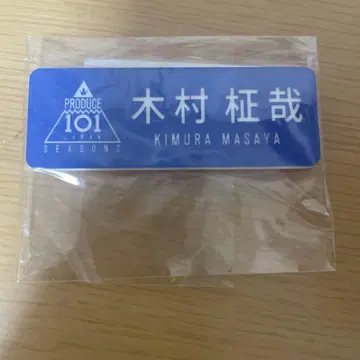 PRODUCE
101
JAPAN
SEASON2
木村 柾哉
KIMURA MASAYA